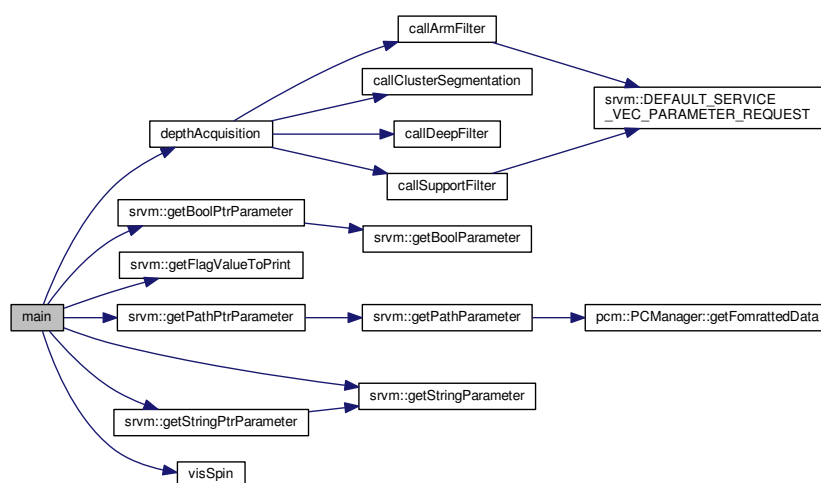 callArmFilter
callClusterSegmentation
srvm::DEFAULT_SERVICE
_VEC_PARAMETER_REQUEST
depthAcquisition
callDeepFilter
callSupportFilter
srvm::getBoolPtrParameter
srvm::getBoolParameter
srvm::getFlagValueToPrint
main
srvm::getPathPtrParameter
srvm::getPathParameter
pcm::PCManager::getFomrattedData
srvm::getStringParameter
srvm::getStringPtrParameter
visSpin